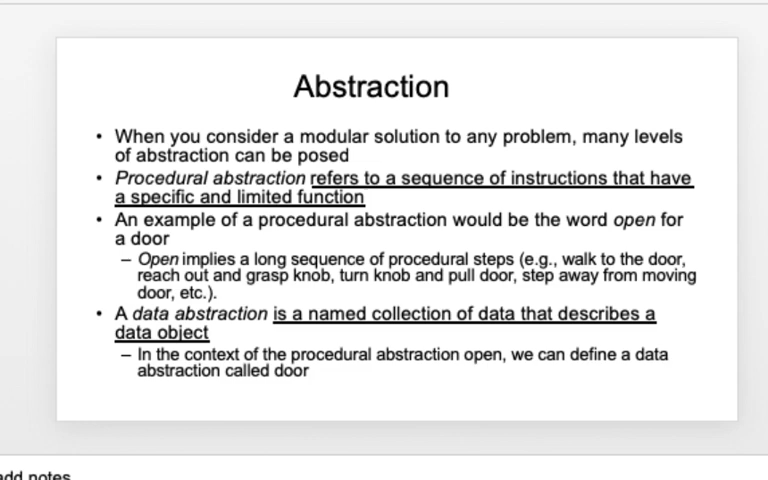 Abstraction
• When you consider a modular solution to any problem, many levels
of abstraction can be posed
• Procedural abstraction refers to a sequence of instructions that have
a specific and limited function
• An example of a procedural abstraction would be the word open for
a door
– Open implies a long sequence of procedural steps (e.g., walk to the door,
reach out and grasp knob, turn knob and pull door, step away from moving
door, etc.).
• A data abstraction is a named collection of data that describes a
data object
– In the context of the procedural abstraction open, we can define a data
abstraction called door
add notes